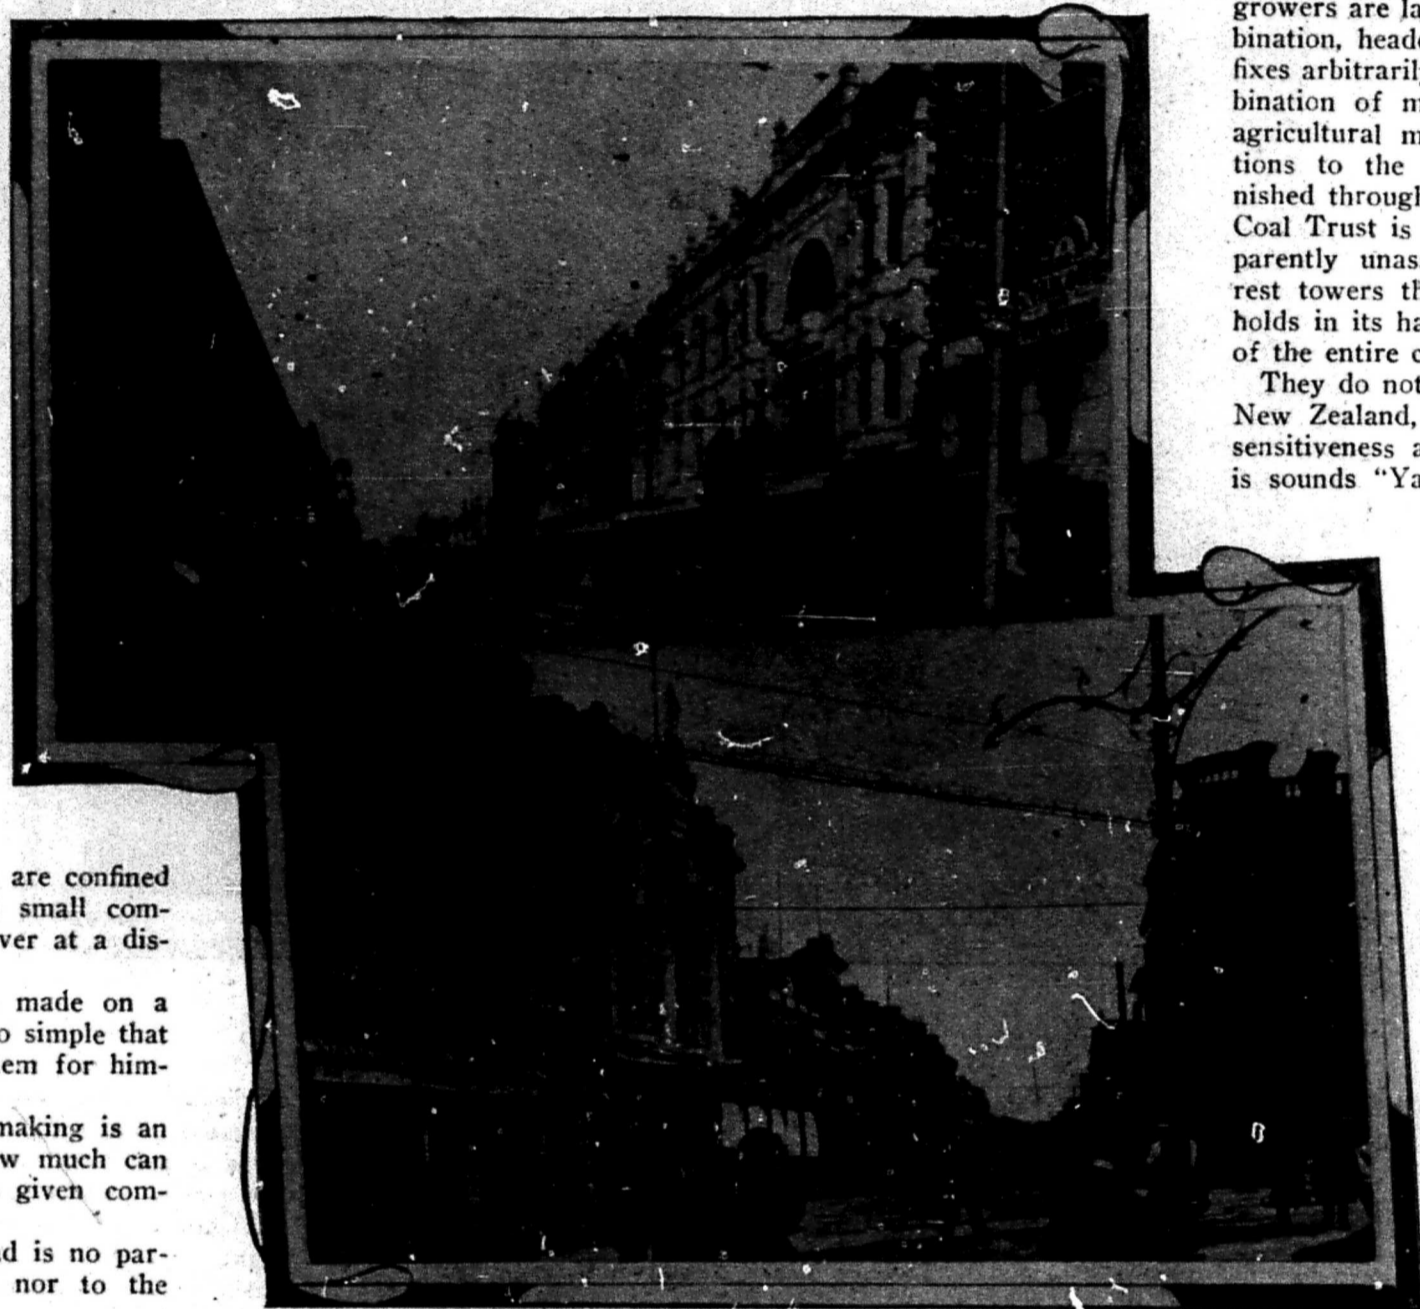 are confined
small com-
ver at a dis-
made on a
o simple that
em for him-
making is an
w much can
given com-
d is no par-
nor to the
growers are la
bination, head
fixes arbitrarily
bination of m
agricultural m
tions to the
nished through
Coal Trust is
parently unas
rest towers th
holds in its ha
of the entire c
They do not
New Zealand,
sensitiveness a
is sounds "Ya